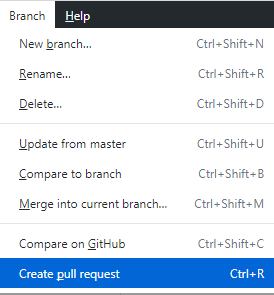 Branch Help
New branch... Ctrl+Shift+N
Rename... Ctrl+Shift+R
Delete... Ctrl+Shift+D
Update from master Ctrl+Shift+U
Compare to branch Ctrl+Shift+B
Merge into current branch... Ctrl+Shift+M
Compare on GitHub Ctrl+Shift+C
Create pull request Ctrl+R